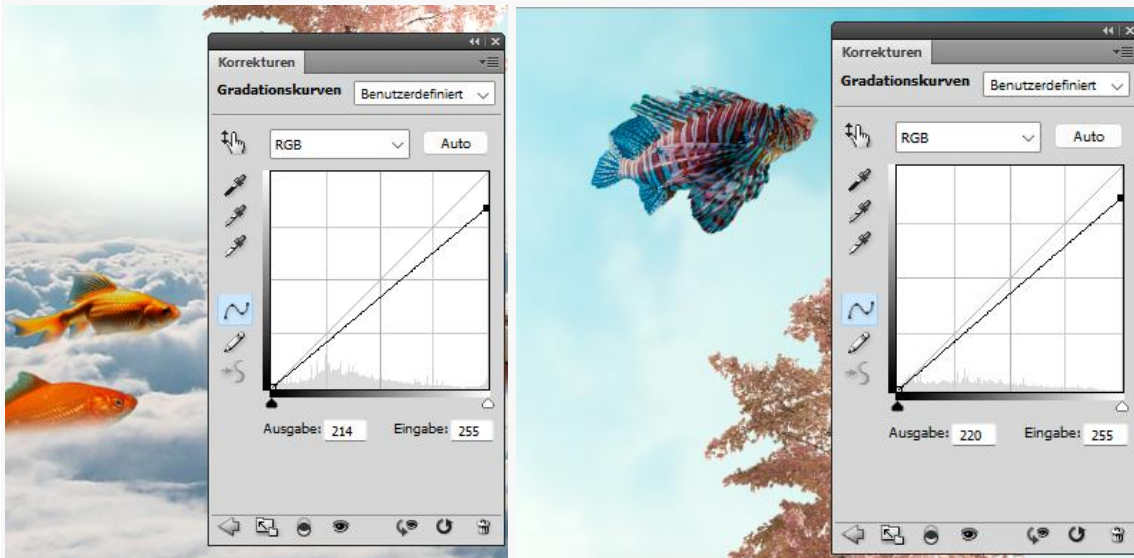 Korrekturen
Gradationskurven Benutzerdefiniert
RGB Auto
Ausgabe: 214 Eingabe: 255
Korrekturen
Gradationskurven Benutzerdefiniert
RGB Auto
Ausgabe: 220 Eingabe: 255